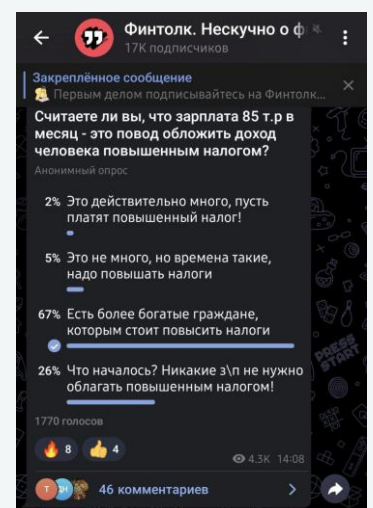 Финтолк. Нескучно о ф
17K подписчиков
Закреплённое сообщение
Первым делом подписывайтесь на Финтолк...
Считаете ли вы, что зарплата 85 т.р в
месяц - это повод обложить доход
человека повышенным налогом?
Анонимный опрос
2% Это действительно много, пусть
платят повышенный налог!
5% Это не много, но времена такие,
надо повышать налоги
67% Есть более богатые граждане,
которым стоит повысить налоги
26% Что началось? Никакие з\п не нужно
облагать повышенным налогом!
1770 голосов
8 4
4.3K 14:08
46 комментариев
PRESS
START